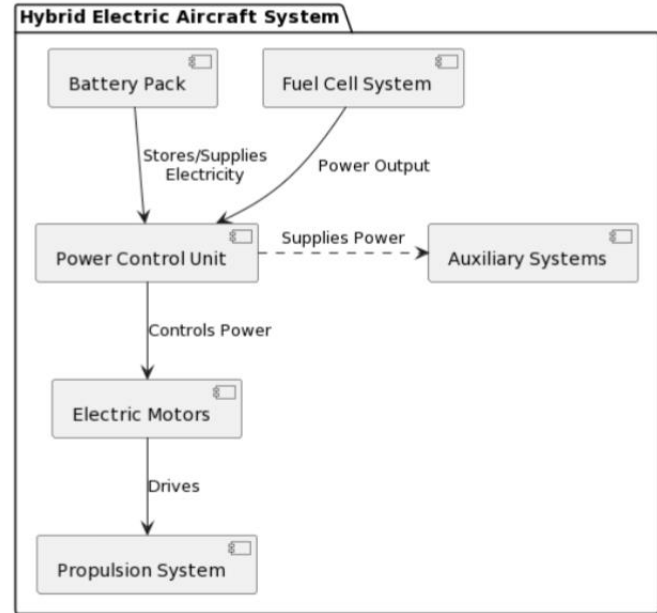 Hybrid Electric Aircraft System
Battery Pack
Fuel Cell System
Stores/Supplies
Electricity
Power Output
Power Control Unit
Supplies Power
Auxiliary Systems
Controls Power
Electric Motors
Drives
Propulsion System